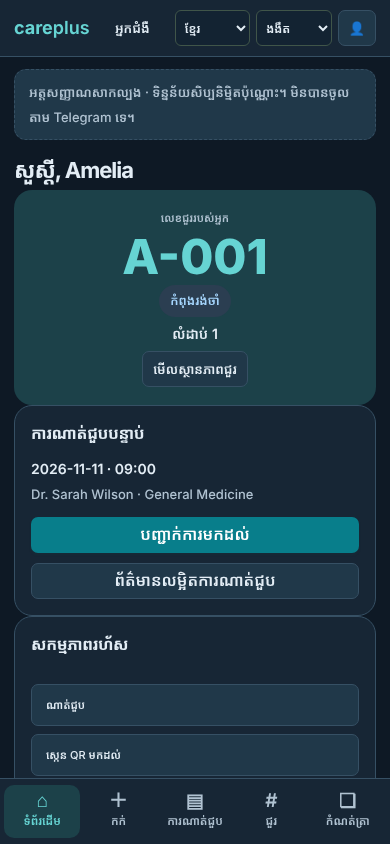 careplus
អ្នកជំងឺ
ខ្មែរ
ងងឹត
អត្តសញ្ញាណសាកល្បង · ទិន្នន័យសិប្បនិម្មិតប៉ុណ្ណោះ។ មិនបានចូល
តាម Telegram ទេ។
សួស្តី, Amelia
លេខជួររបស់អ្នក
A-001
កំពុងរង់ចាំ
លំដាប់ 1
មើលស្ថានភាពជួរ
ការណាត់ជួបបន្ទាប់
2026-11-11 · 09:00
Dr. Sarah Wilson · General Medicine
បញ្ជាក់ការមកដល់
ព័ត៌មានលម្អិតការណាត់ជួប
សកម្មភាពរហ័ស
ណាត់ជួប
ស្កេន QR មកដល់
ទំព័រដើម
កក់
ការណាត់ជួប
# ជួរ
កំណត់ត្រា